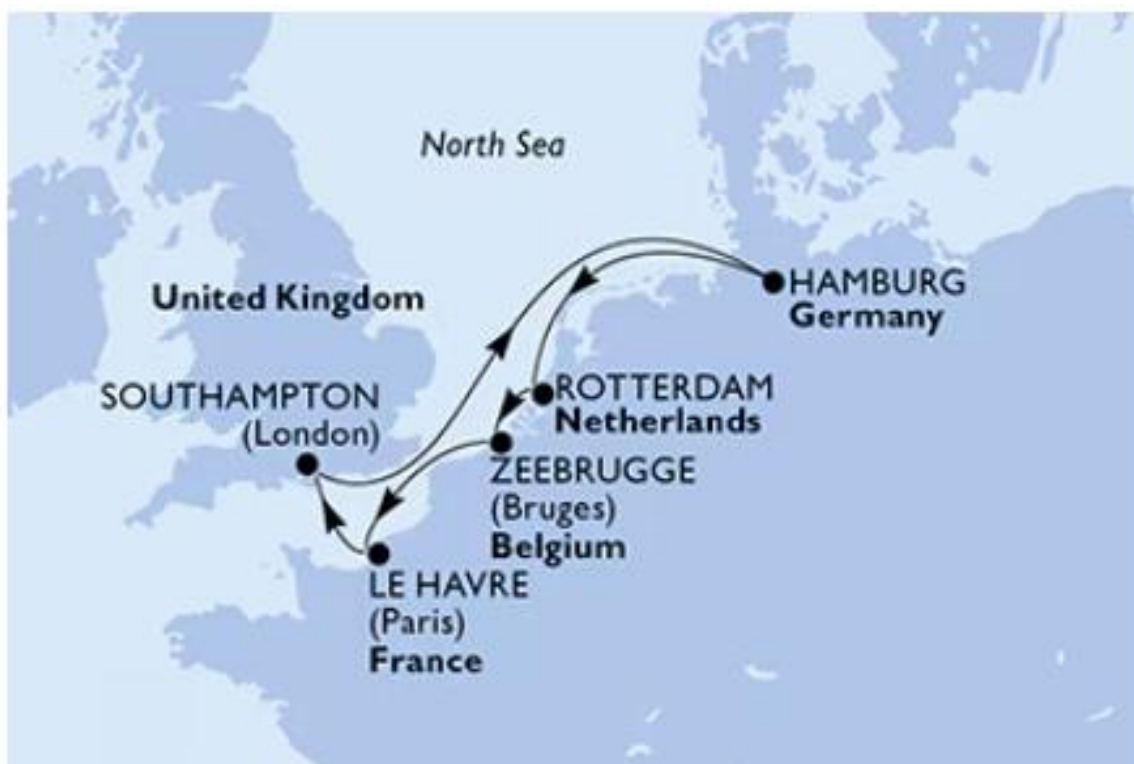 North Sea
United Kingdom
HAMBURG
Germany
SOUTHAMPTON
(London)
ROTTERDAM
Netherlands
ZEEBRUGGE
(Bruges)
Belgium
LE HAVRE
(Paris)
France